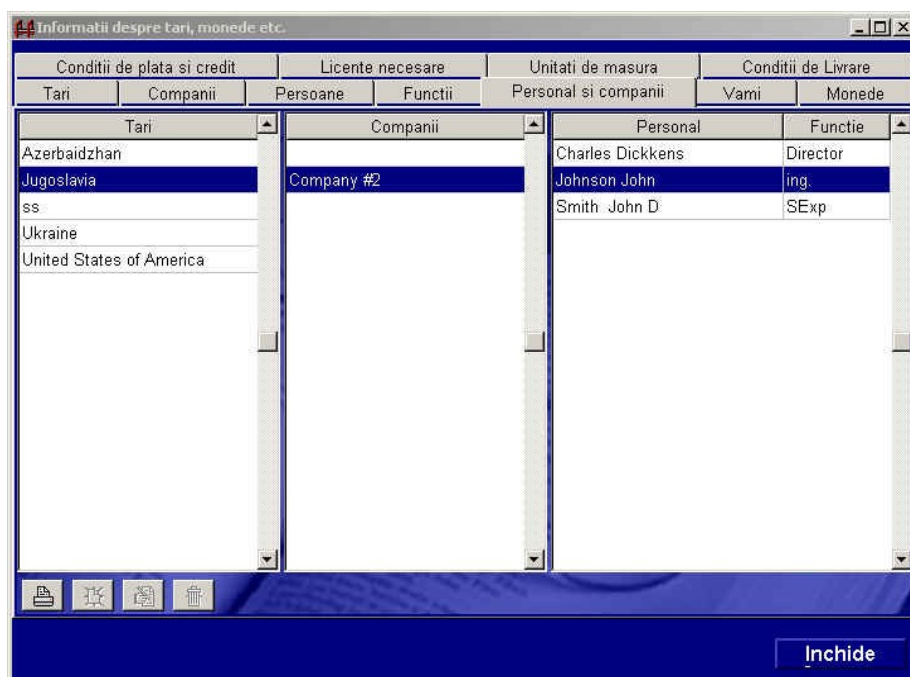 Informatii despre tari, monede etc.
Conditii de plata si credit Licente necesare Unitati de masura Conditii de Livrare
Tari Companii Persoane Functii Personal si companii Vami Monede
Tari Companii Personal Functie
Azerbaidzhan Charles Dickkens Director
Jugoslavia Company #2 Johnson John ing.
ss Smith John D SExp
Ukraine
United States of America
Inchide